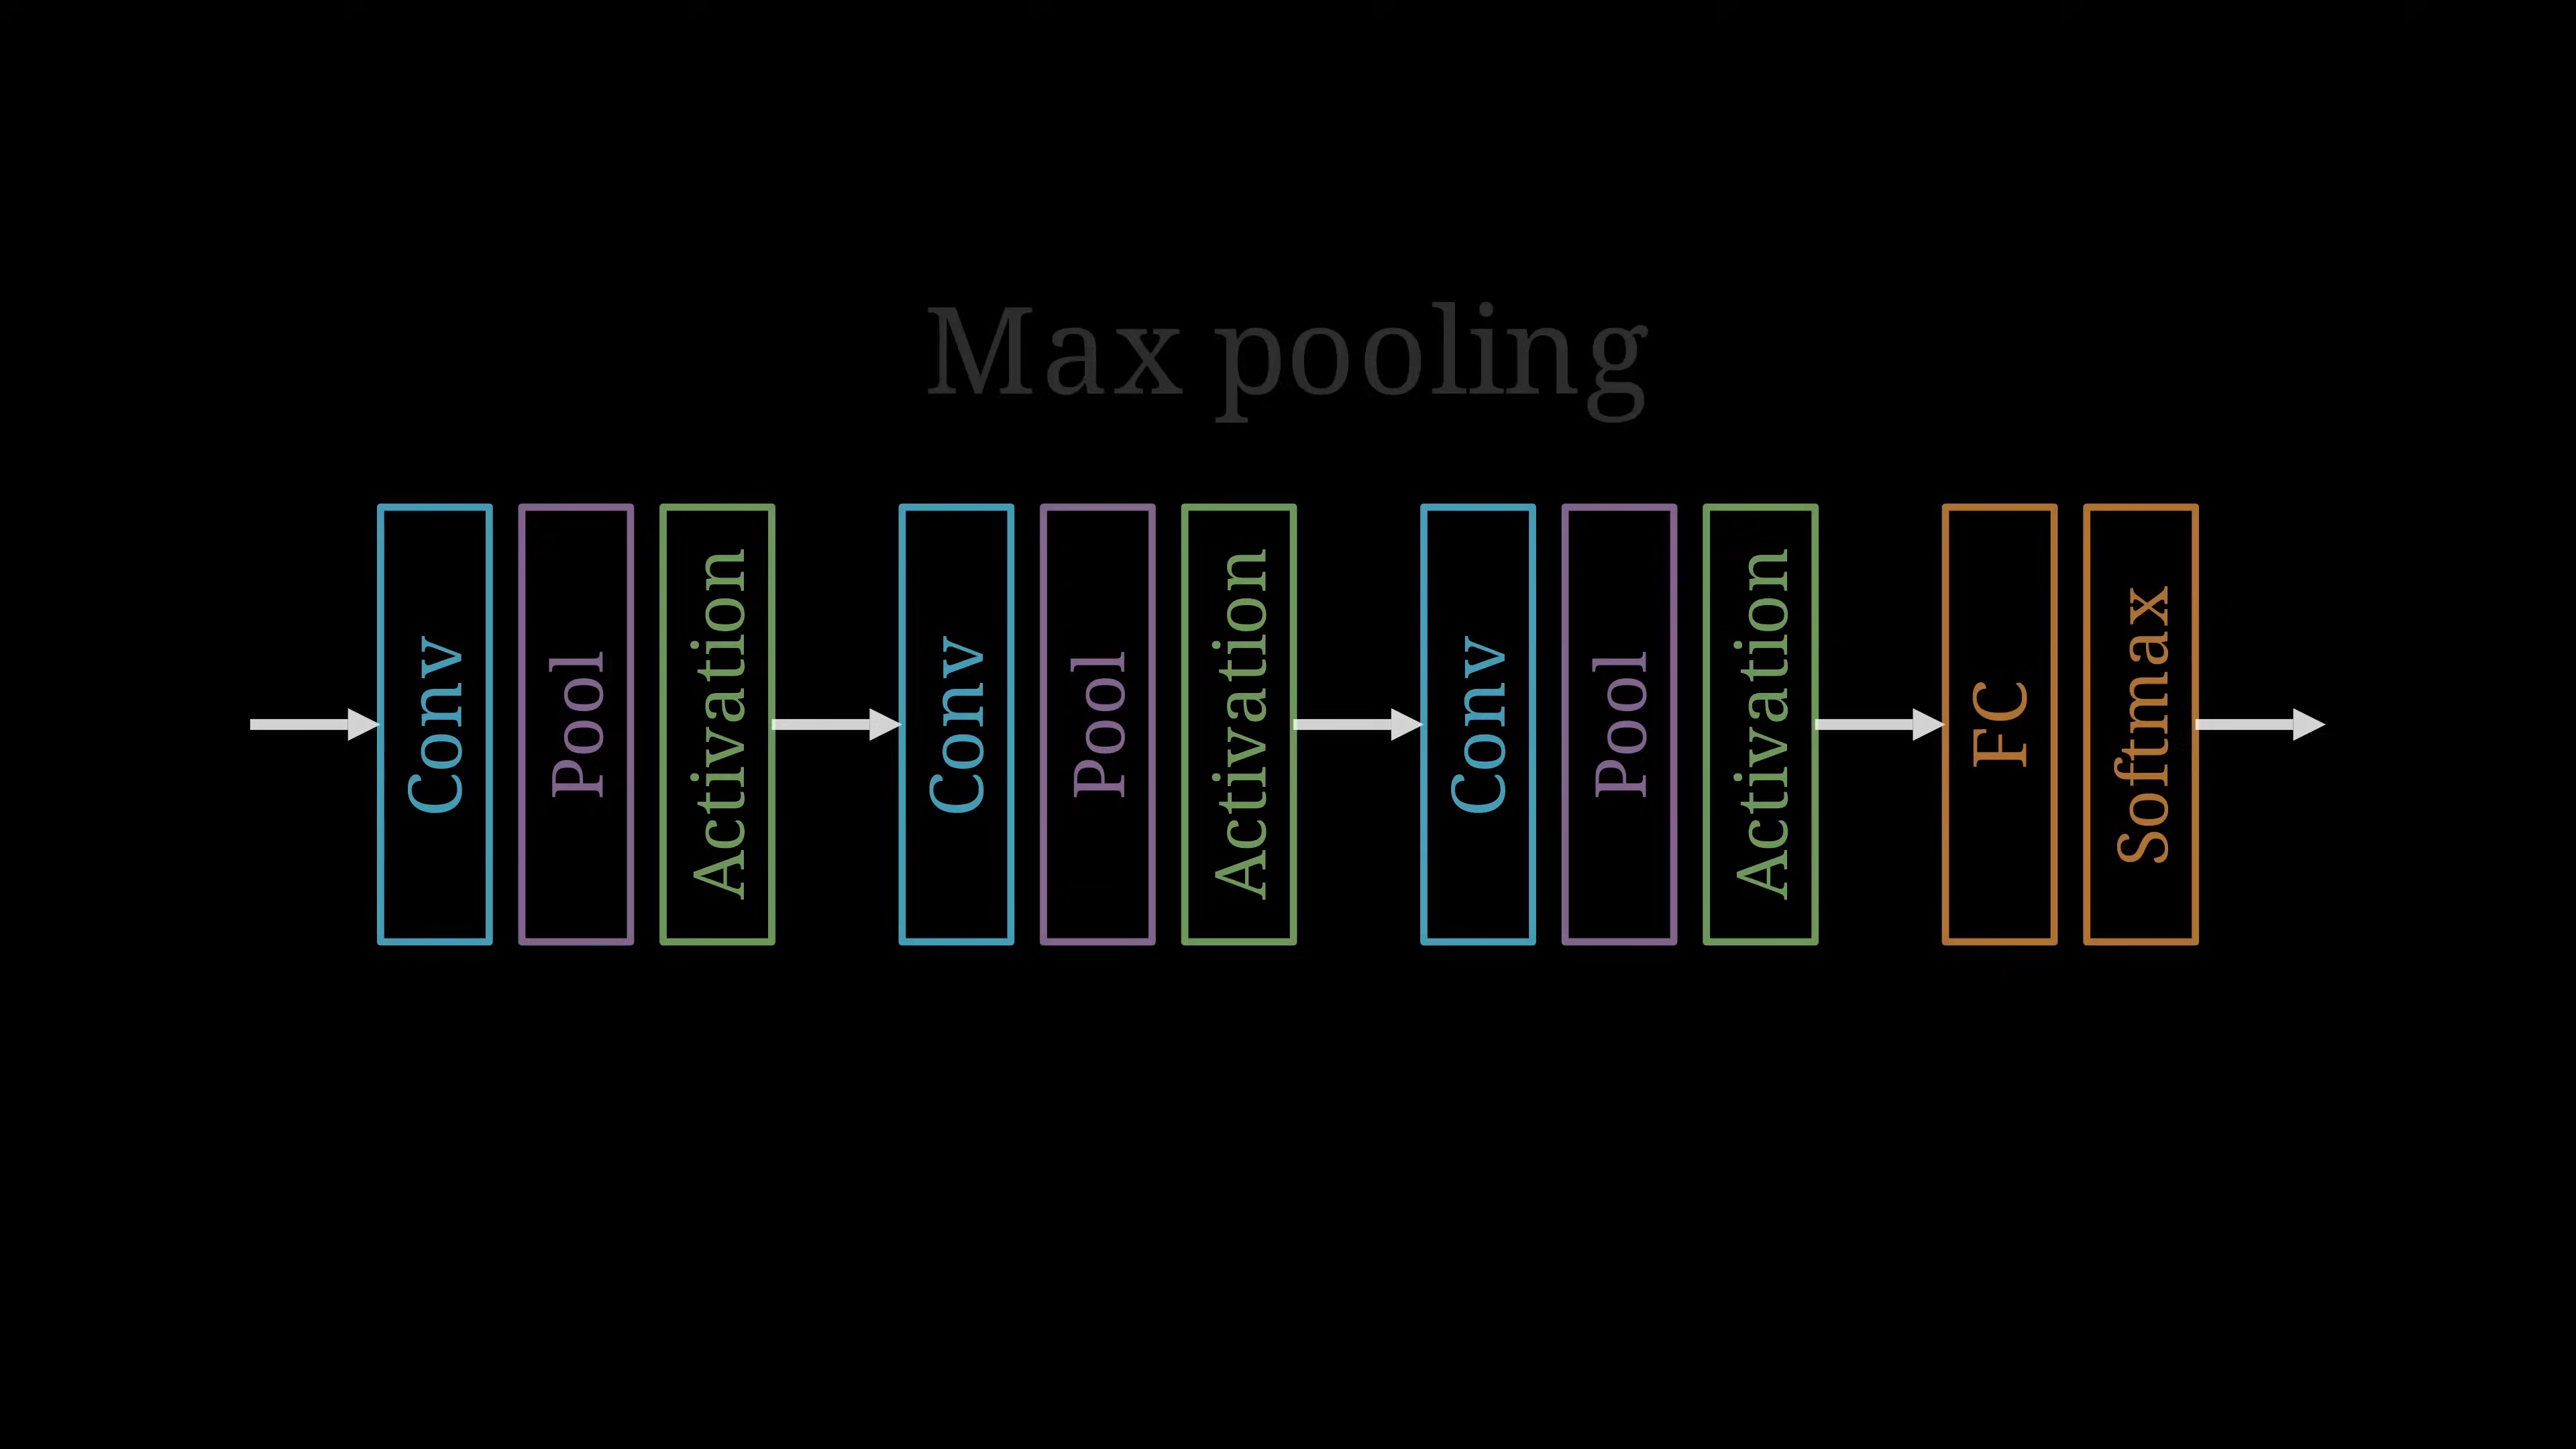 Max pooling
Conv
Pool
Activation
Conv
Pool
Activation
Conv
Pool
Activation
FC
Softmax